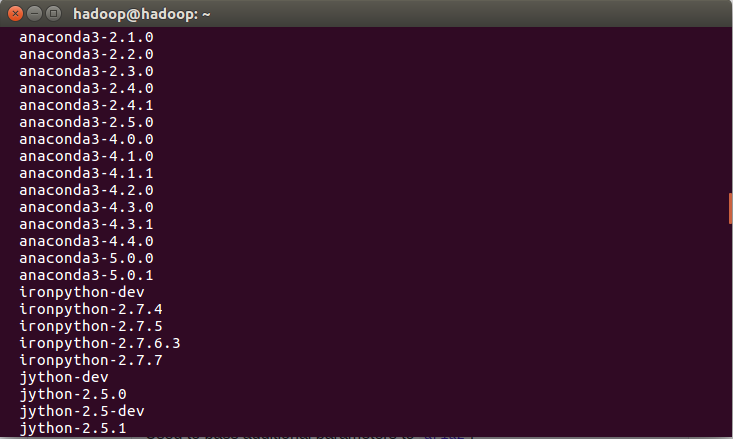 hadoop@hadoop: ~
anaconda3-2.1.0
anaconda3-2.2.0
anaconda3-2.3.0
anaconda3-2.4.0
anaconda3-2.4.1
anaconda3-2.5.0
anaconda3-4.0.0
anaconda3-4.1.0
anaconda3-4.1.1
anaconda3-4.2.0
anaconda3-4.3.0
anaconda3-4.3.1
anaconda3-4.4.0
anaconda3-5.0.0
anaconda3-5.0.1
ironpython-dev
ironpython-2.7.4
ironpython-2.7.5
ironpython-2.7.6.3
ironpython-2.7.7
jython-dev
jython-2.5.0
jython-2.5-dev
jython-2.5.1